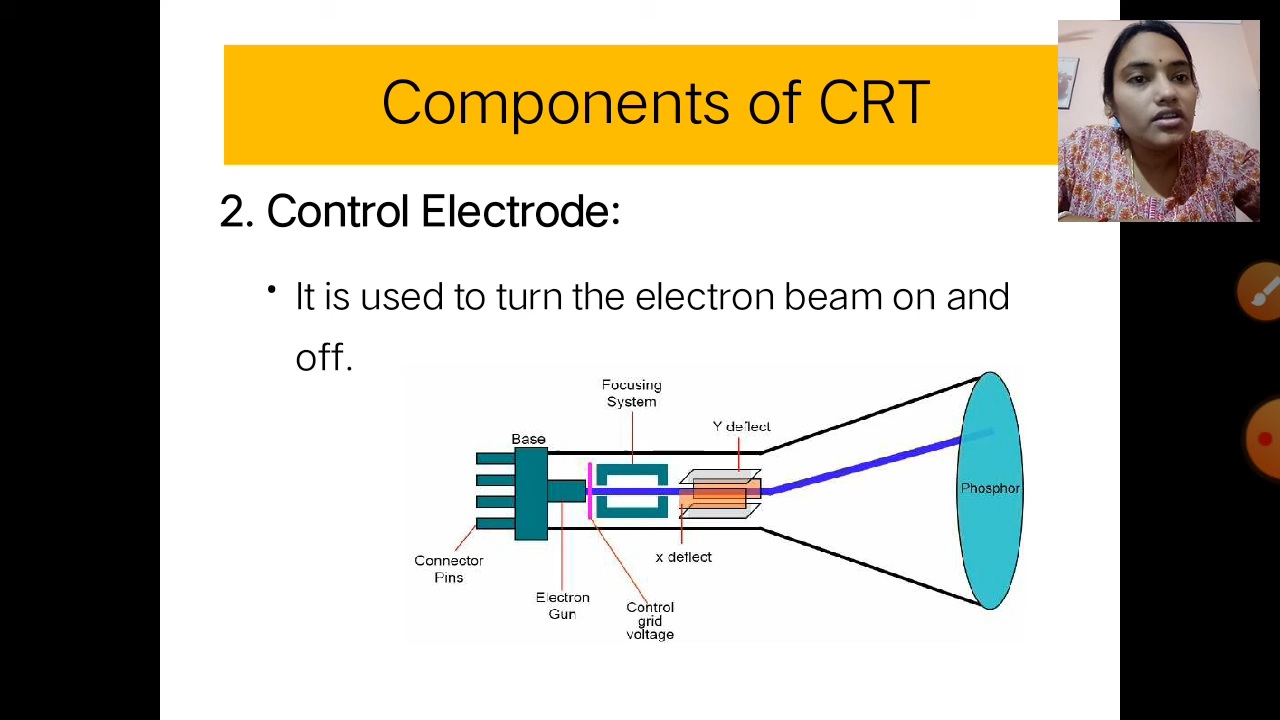 Components of CRT
2. Control Electrode:
• It is used to turn the electron beam on and
off.
Focusing
System
Y deflect
Base
Phosphor
x deflect
Connector
Pins
Electron
Gun
Control
grid
voltage